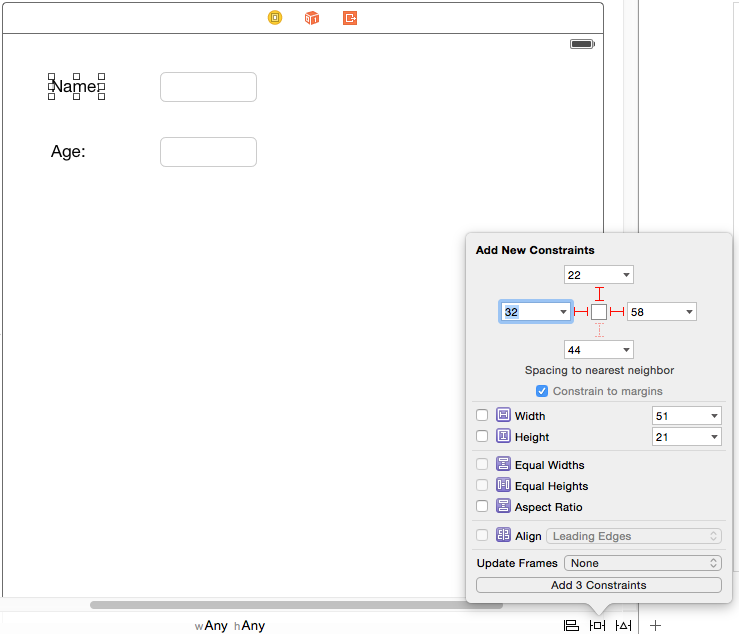 Name:
Age:
Add New Constraints
22
32
58
44
Spacing to nearest neighbor
Constrain to margins
Width 51
Height 21
Equal Widths
Equal Heights
Aspect Ratio
Align Leading Edges
Update Frames None
Add 3 Constraints
wAny hAny